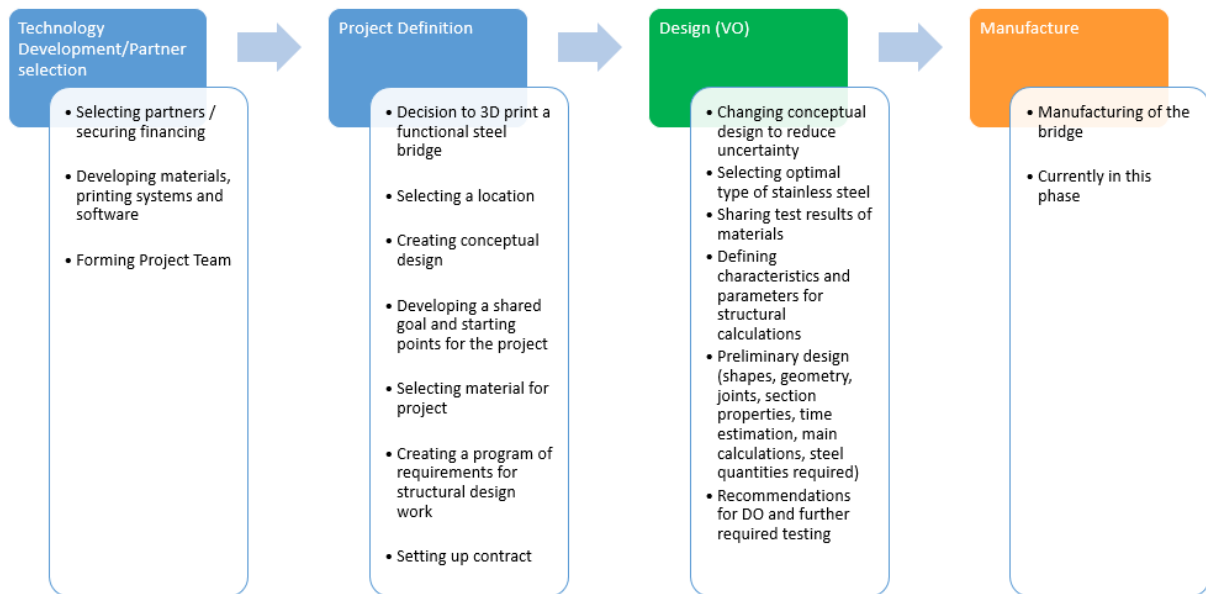 Technology
Development/Partner
selection
• Selecting partners /
securing financing
• Developing materials,
printing systems and
software
• Forming Project Team
Project Definition
• Decision to 3D print a
functional steel
bridge
• Selecting a location
• Creating conceptual
design
• Developing a shared
goal and starting
points for the project
• Selecting material for
project
• Creating a program of
requirements for
structural design
work
• Setting up contract
Design (VO)
• Changing conceptual
design to reduce
uncertainty
• Selecting optimal
type of stainless steel
• Sharing test results of
materials
• Defining
characteristics and
parameters for
structural
calculations
• Preliminary design
(shapes, geometry,
joints, section
properties, time
estimation, main
calculations, steel
quantities required)
• Recommendations
for DO and further
required testing
Manufacture
• Manufacturing of the
bridge
• Currently in this
phase